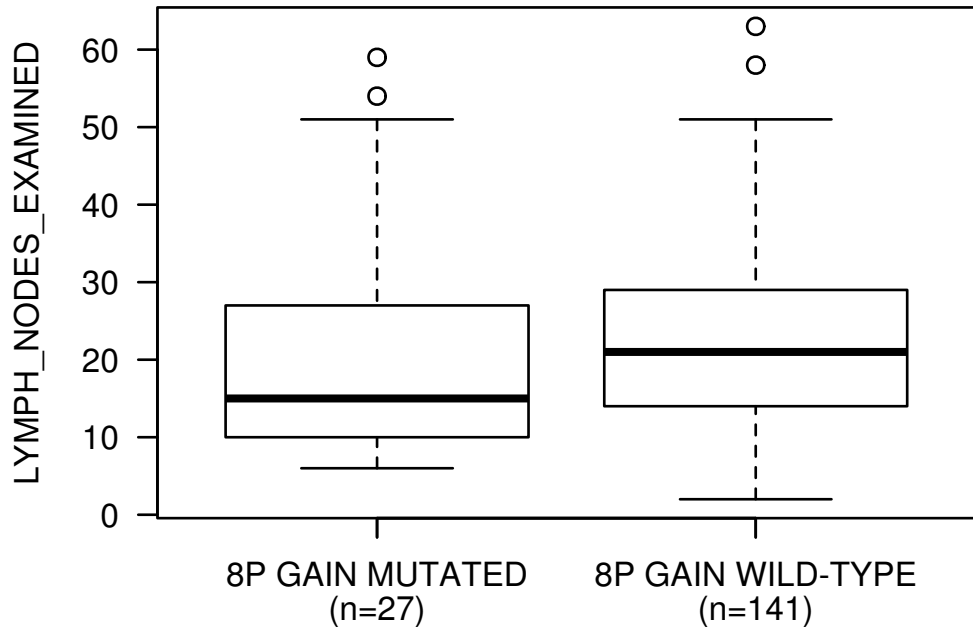 LYMPH_NODES_EXAMINED
60
50
40
30
20
10
0
8P GAIN MUTATED
(n=27)
8P GAIN WILD-TYPE
(n=141)